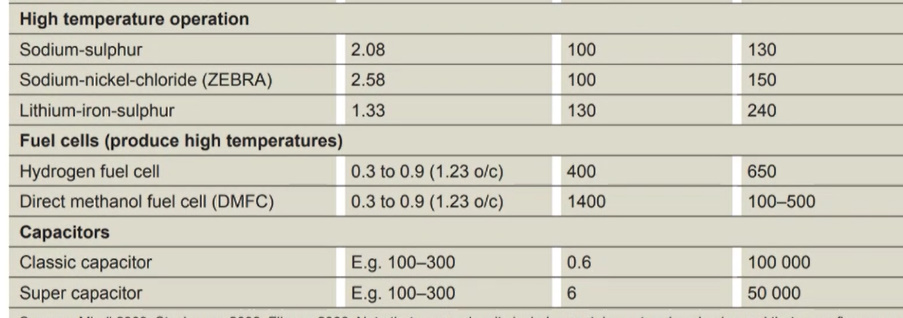 High temperature operation
Sodium-sulphur 2.08 100 130
Sodium-nickel-chloride (ZEBRA) 2.58 100 150
Lithium-iron-sulphur 1.33 130 240
Fuel cells (produce high temperatures)
Hydrogen fuel cell 0.3 to 0.9 (1.23 o/c) 400 650
Direct methanol fuel cell (DMFC) 0.3 to 0.9 (1.23 o/c) 1400 100–500
Capacitors
Classic capacitor E.g. 100–300 0.6 100 000
Super capacitor E.g. 100–300 6 50 000